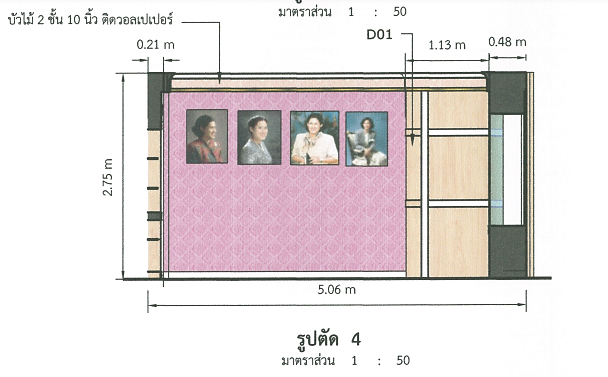 มาตราส่วน 1 : 50
บัวไม้ 2 ชั้น 10 นิ้ว ติดวอลเปเปอร์
D01
0.21 m
1.13 m
0.48 m
2.75 m
5.06 m
รูปตัด 4
มาตราส่วน 1 : 50